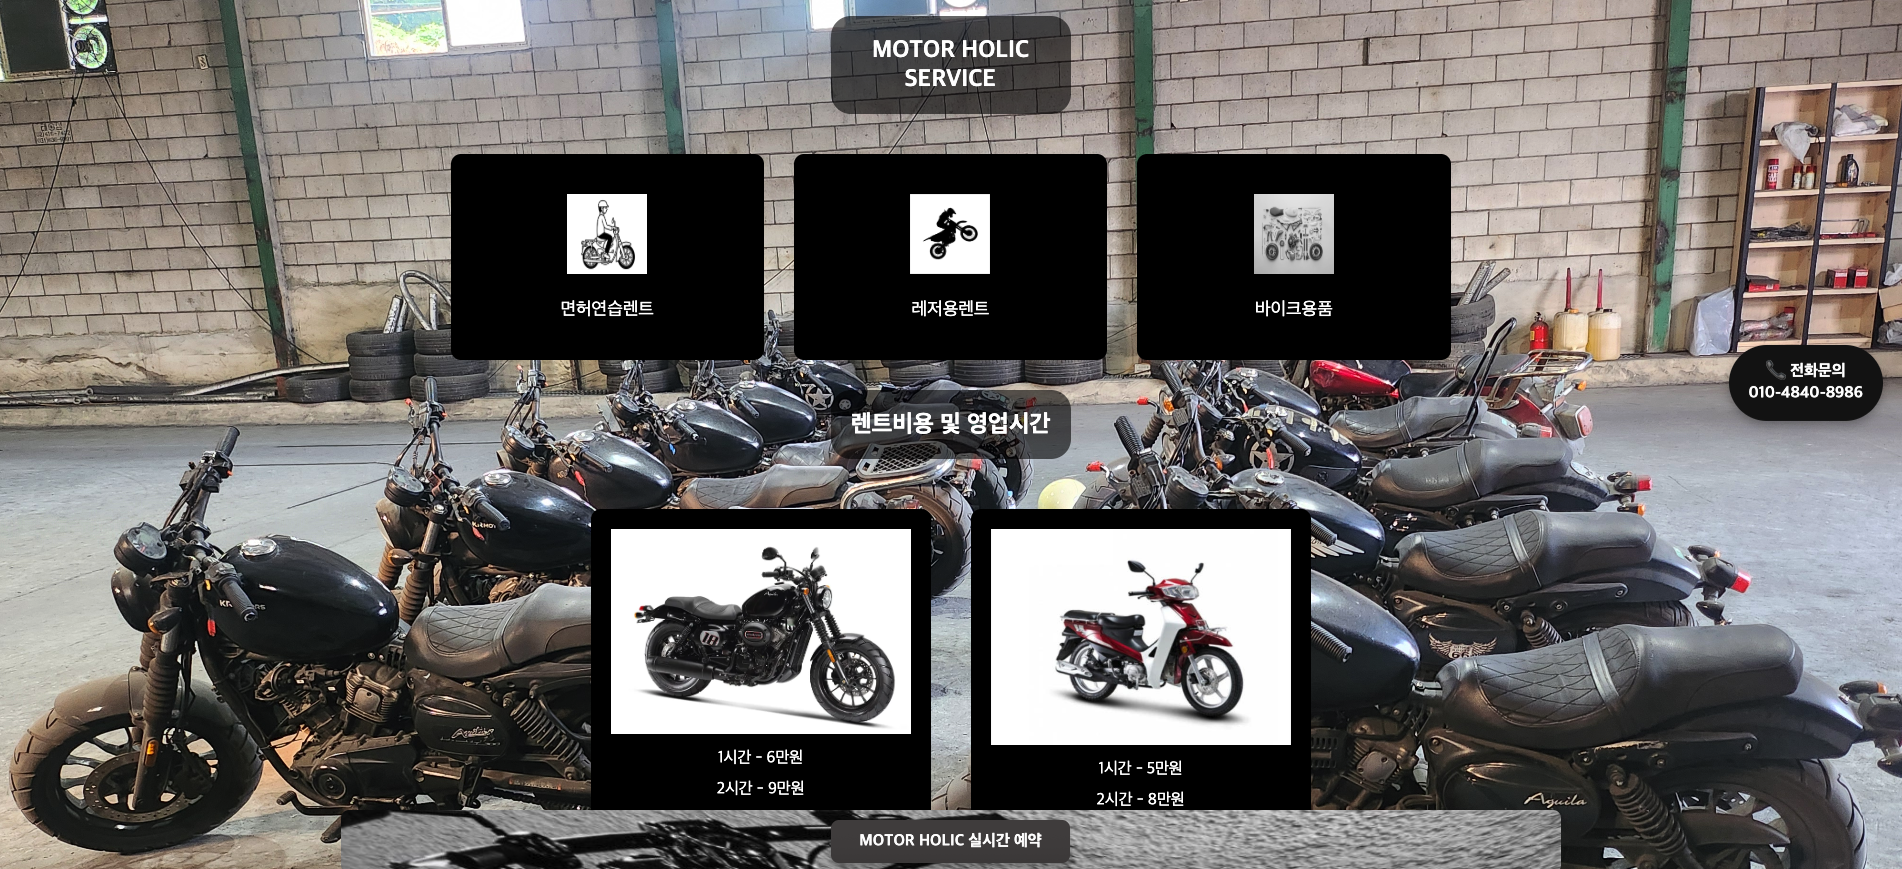 MOTOR HOLIC
SERVICE
면허연습렌트
레저용렌트
바이크용품
전화문의
010-4840-8986
렌트비용 및 영업시간
Aquila
1시간 - 6만원
2시간 - 9만원
1시간 - 5만원
2시간 - 8만원
Aquila
MOTOR HOLIC 실시간 예약